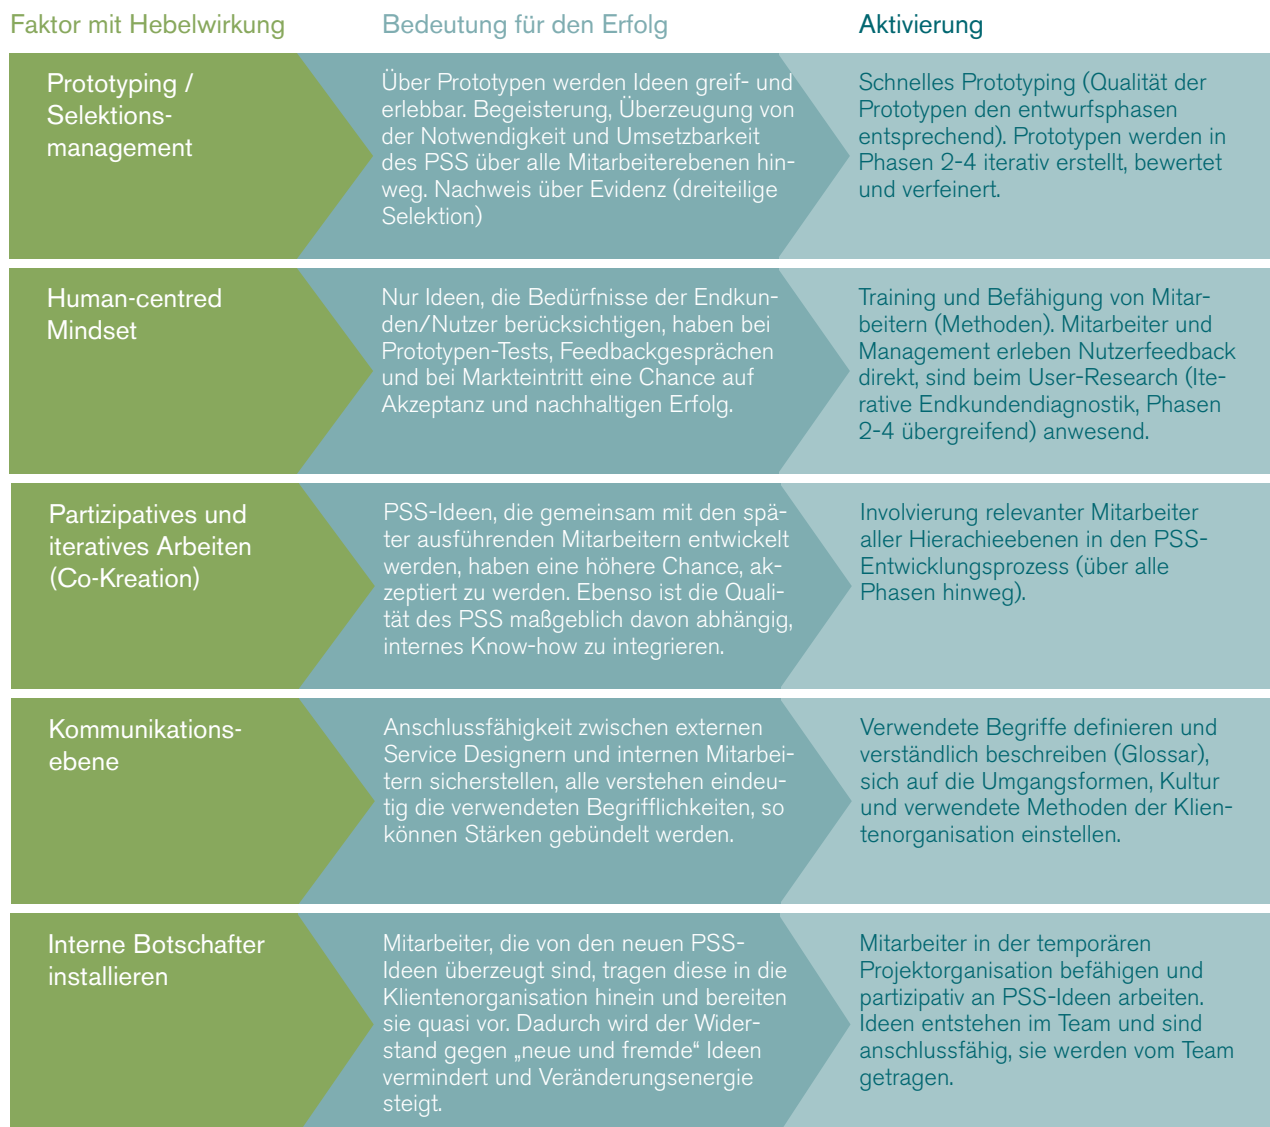 Faktor mit Hebelwirkung
Bedeutung für den Erfolg
Aktivierung
Prototyping /
Selektions-
management
Über Prototypen werden Ideen greif- und
erlebbar. Begeisterung, Überzeugung von
der Notwendigkeit und Umsetzbarkeit
des PSS über alle Mitarbeiterebenen hin-
weg. Nachweis über Evidenz (dreiteilige
Selektion)
Schnelles Prototyping (Qualität der
Prototypen den entwurfsphasen
entsprechend). Prototypen werden in
Phasen 2-4 iterativ erstellt, bewertet
und verfeinert.
Human-centred
Mindset
Nur Ideen, die Bedürfnisse der Endkun-
den/Nutzer berücksichtigen, haben bei
Prototypen-Tests, Feedbackgesprächen
und bei Markteintritt eine Chance auf
Akzeptanz und nachhaltigen Erfolg.
Training und Befähigung von Mitar-
beitern (Methoden). Mitarbeiter und
Management erleben Nutzerfeedback
direkt, sind beim User-Research (Ite-
rative Endkundendiagnostik, Phasen
2-4 übergreifend) anwesend.
Partizipatives und
iteratives Arbeiten
(Co-Kreation)
PSS-Ideen, die gemeinsam mit den spä-
ter ausführenden Mitarbeitern entwickelt
werden, haben eine höhere Chance, ak-
zeptiert zu werden. Ebenso ist die Quali-
tät des PSS maßgeblich davon abhängig,
internes Know-how zu integrieren.
Involvierung relevanter Mitarbeiter
aller Hierachieebenen in den PSS-
Entwicklungsprozess (über alle
Phasen hinweg).
Kommunikations-
ebene
Anschlussfähigkeit zwischen externen
Service Designern und internen Mitarbei-
tern sicherstellen, alle verstehen eindeu-
tig die verwendeten Begrifflichkeiten, so
können Stärken gebündelt werden.
Verwendete Begriffe definieren und
verständlich beschreiben (Glossar),
sich auf die Umgangsformen, Kultur
und verwendete Methoden der Klien-
tenorganisation einstellen.
Interne Botschafter
installieren
Mitarbeiter, die von den neuen PSS-
Ideen überzeugt sind, tragen diese in die
Klientenorganisation hinein und bereiten
sie quasi vor. Dadurch wird der Wider-
stand gegen „neue und fremde“ Ideen
vermindert und Veränderungsenergie
steigt.
Mitarbeiter in der temporären
Projektorganisation befähigen und
partizipativ an PSS-Ideen arbeiten.
Ideen entstehen im Team und sind
anschlussfähig, sie werden vom Team
getragen.